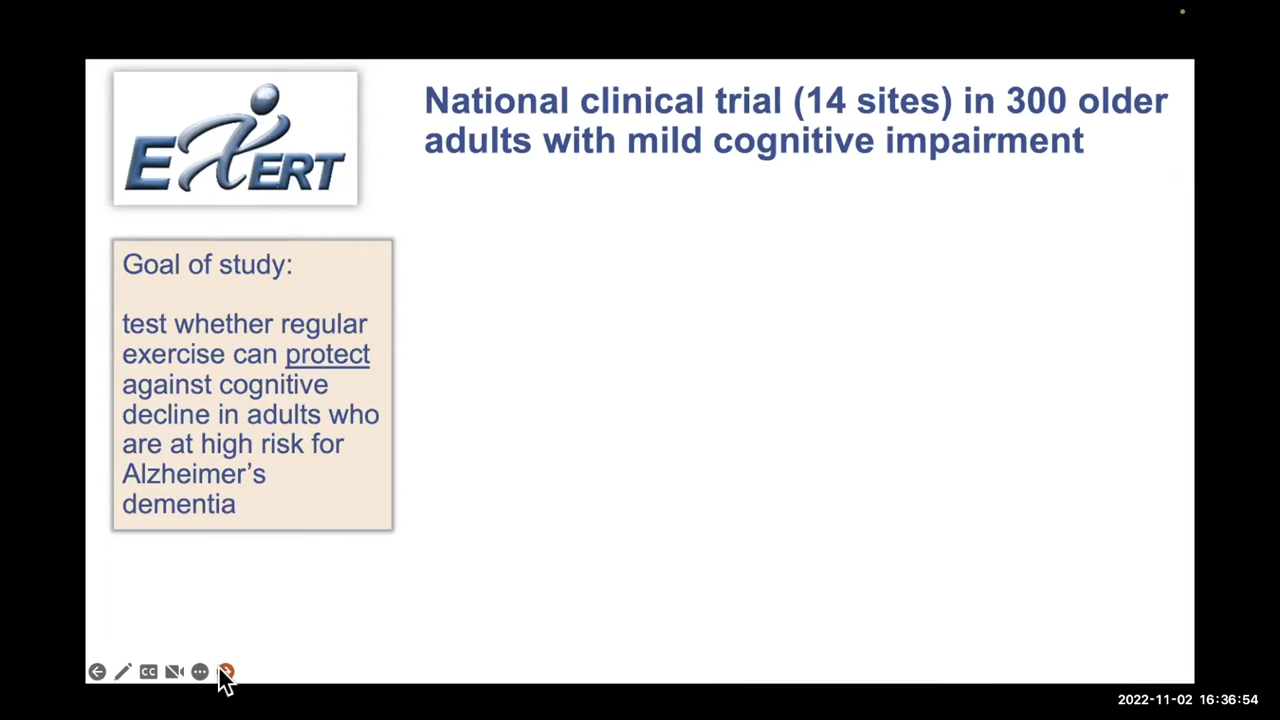 EXERT
National clinical trial (14 sites) in 300 older
adults with mild cognitive impairment
Goal of study:
test whether regular
exercise can protect
against cognitive
decline in adults who
are at high risk for
Alzheimer’s
dementia
CC
2022-11-02 16:36:54